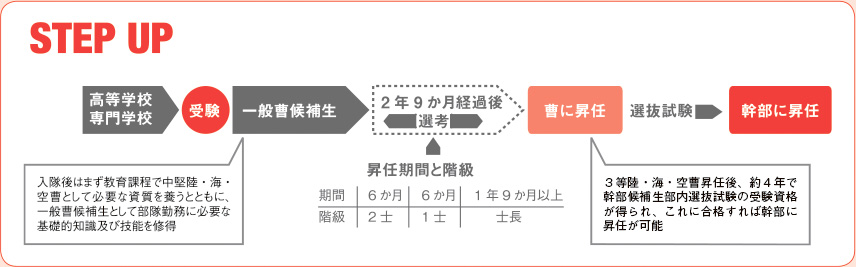 STEP UP
高等学校
専門学校
受験
一般曹候補生
2年9か月経過後
選考
曹に昇任
選抜試験
幹部に昇任
入隊後はまず教育課程で中堅陸・海・
空曹として必要な資質を養うとともに、
一般曹候補生として部隊勤務に必要な
基礎的知識及び技能を修得
昇任期間と階級
期間 6か月 6か月 1年9か月以上
階級 2士 1士 士長
3等陸・海・空曹昇任後、約4年で
幹部候補生部内選抜試験の受験資格
が得られ、これに合格すれば幹部に
昇任が可能